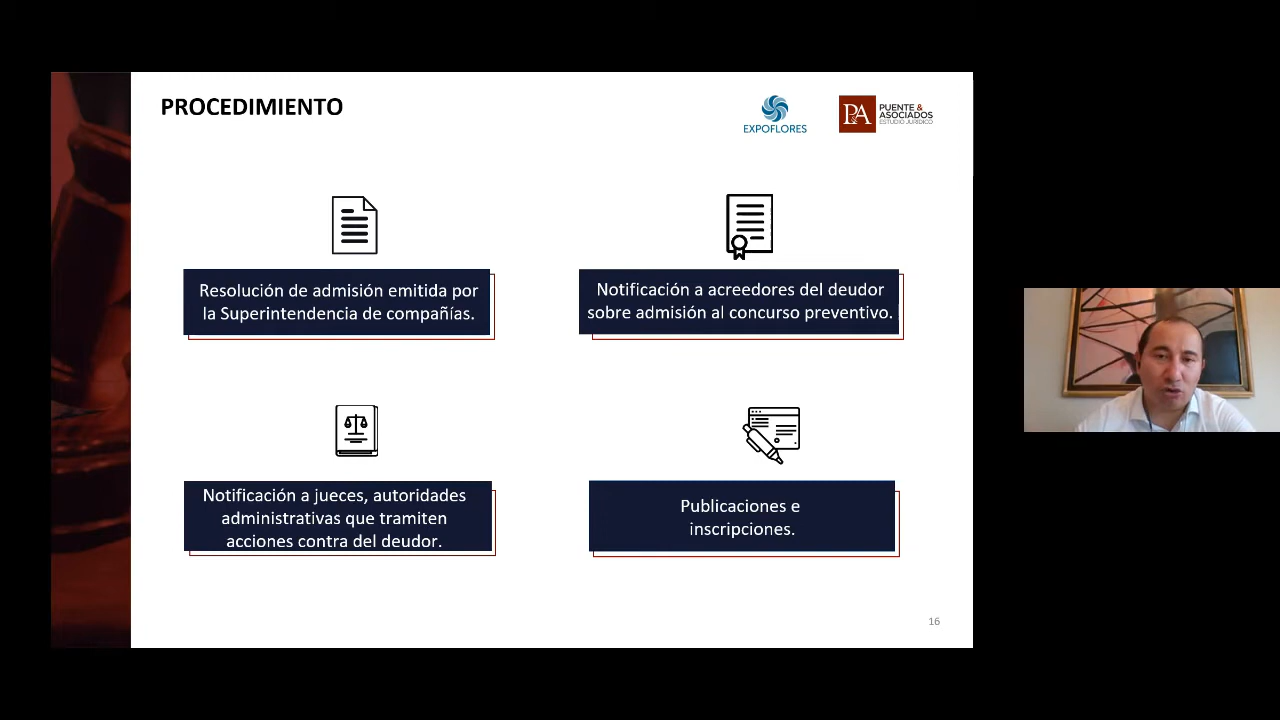 PROCEDIMIENTO
EXPOFLORES
PA
PUENTE &
ASOCIADOS
ESTUDIO JURÍDICO
Resolución de admisión emitida por
la Superintendencia de compañías.
Notificación a acreedores del deudor
sobre admisión al concurso preventivo.
Notificación a jueces, autoridades
administrativas que tramiten
acciones contra del deudor.
Publicaciones e
inscripciones.
16